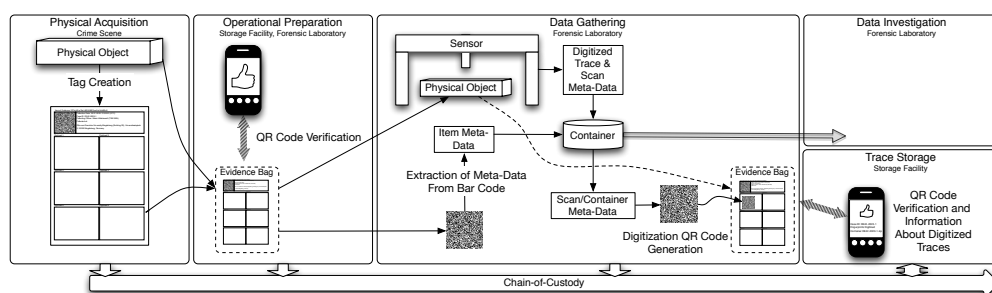 Physical Acquisition
Crime Scene
Physical Object
Tag Creation
Operational Preparation
Storage Facility, Forensic Laboratory
QR Code Verification
Evidence Bag
Data Gathering
Forensic Laboratory
Sensor
Physical Object
Digitized
Trace &
Scan
Meta-Data
Item Meta-
Data
Container
Extraction of Meta-Data
From Bar Code
Scan/Container
Meta-Data
Digitization QR Code
Generation
Evidence Bag
Data Investigation
Forensic Laboratory
Trace Storage
Storage Facility
QR Code
Verification and
Information
About Digitized
Traces
Chain-of-Custody